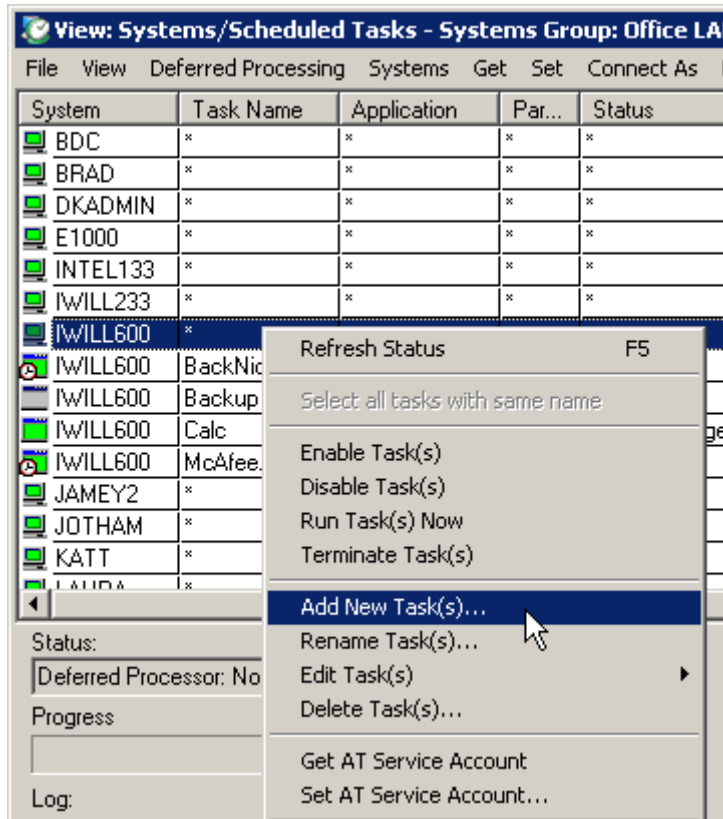 View: Systems/Scheduled Tasks - Systems Group: Office LA
File View Deferred Processing Systems Get Set Connect As
System Task Name Application Par... Status
BDC * * * *
BRAD * * * *
DKADMIN * * * *
E1000 * * * *
INTEL133 * * * *
IWILL233 * * * *
IWILL600 *
IWILL600 BackNic
IWILL600 Backup
IWILL600 Calc
IWILL600 McAfee.
JAMEY2 *
JOTHAM *
KATT *
LAURA *
Refresh Status F5
Select all tasks with same name
Enable Task(s)
Disable Task(s)
Run Task(s) Now
Terminate Task(s)
Add New Task(s)...
Rename Task(s)...
Edit Task(s)
Delete Task(s)...
Get AT Service Account
Set AT Service Account...
Status:
Deferred Processor: No
Progress
Log: